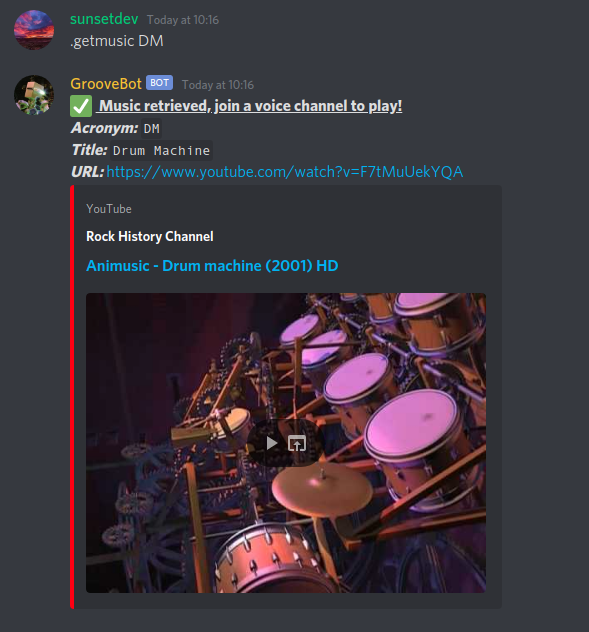 sunsetdev Today at 10:16
.getmusic DM
GrooveBot BOT Today at 10:16
✅ Music retrieved, join a voice channel to play!
Acronym: DM
Title: Drum Machine
URL: https://www.youtube.com/watch?v=F7tMuUekYQA
YouTube
Rock History Channel
Animusic - Drum machine (2001) HD